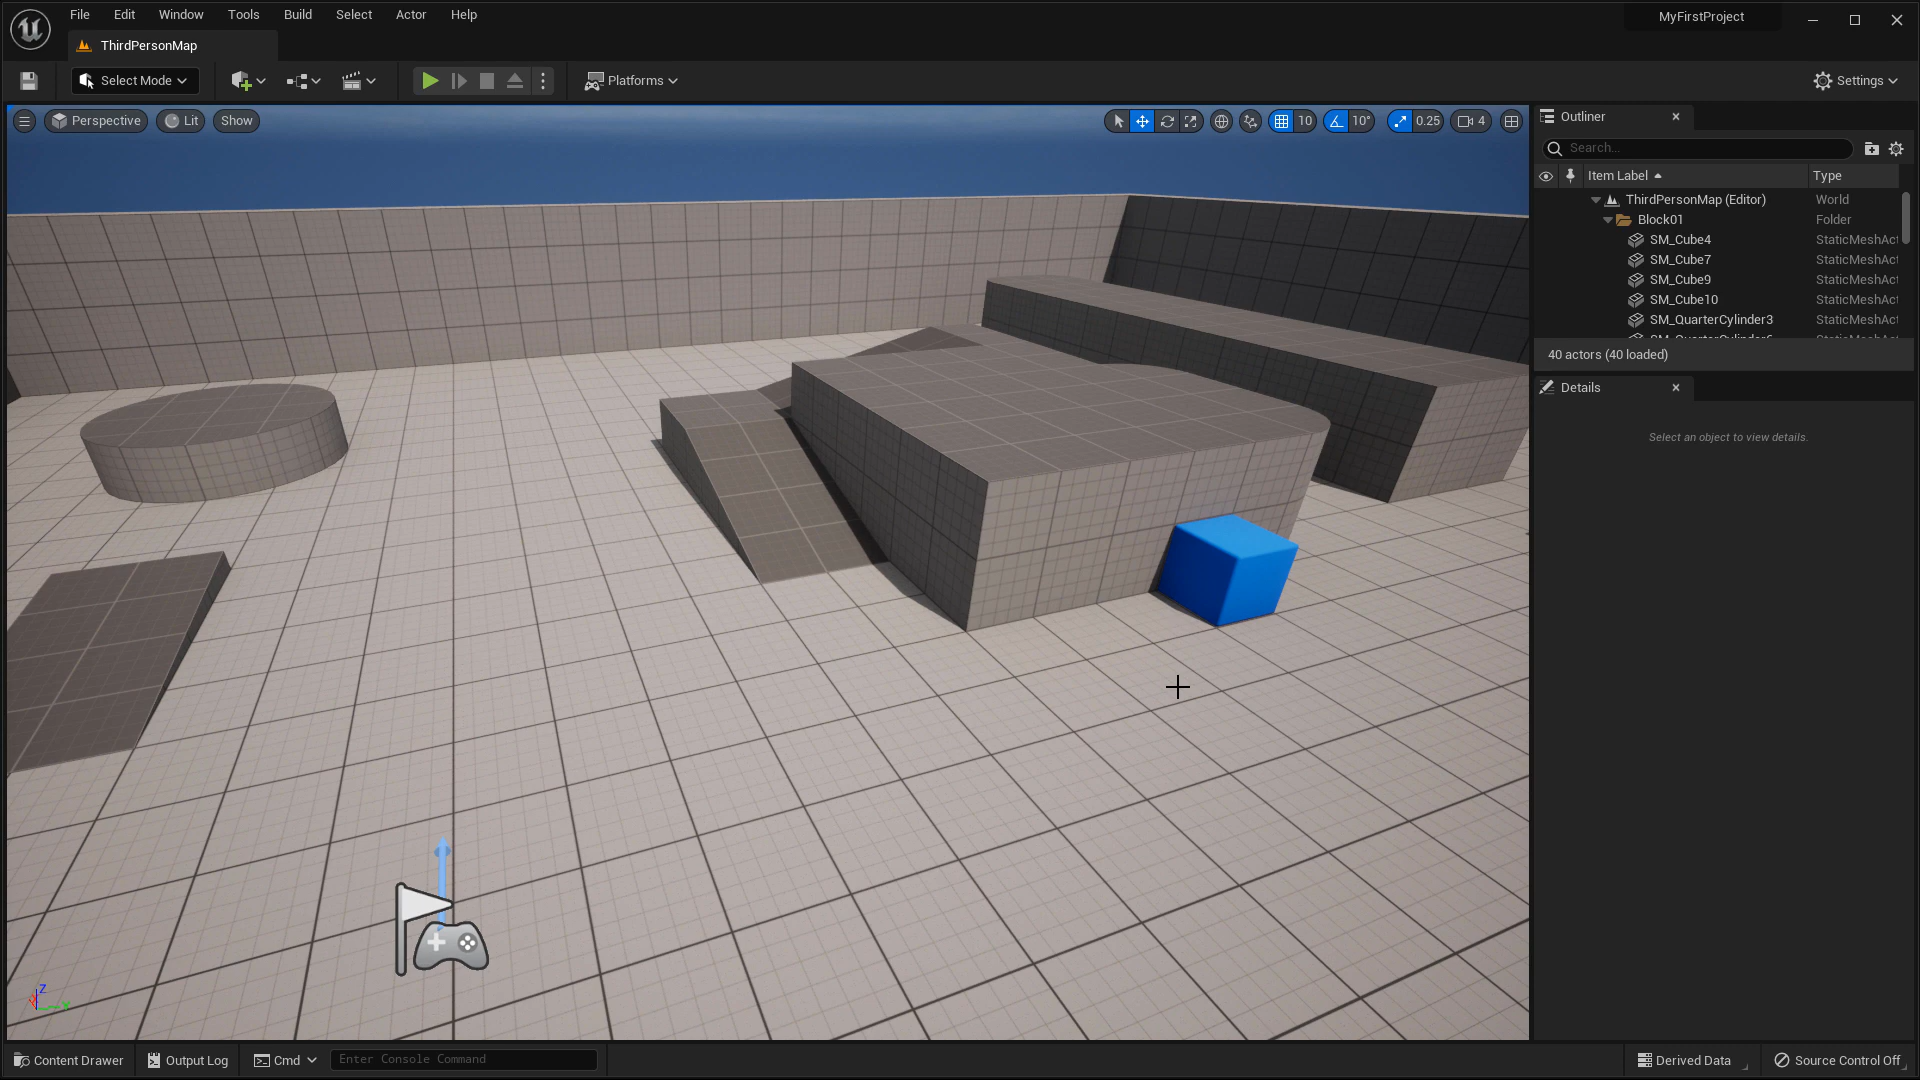 File Edit Window Tools Build Select Actor Help
MyFirstProject
ThirdPersonMap
Select Mode
Platforms
Settings
Perspective Lit Show
10 10° 0.25 4
Outliner
Search...
Item Label Type
ThirdPersonMap (Editor) World
Block01 Folder
SM_Cube4 StaticMeshAct
SM_Cube7 StaticMeshAct
SM_Cube9 StaticMeshAct
SM_Cube10 StaticMeshAct
SM_QuarterCylinder3 StaticMeshAct
40 actors (40 loaded)
Details
Select an object to view details.
Z
Y
Content Drawer Output Log Cmd Enter Console Command
Derived Data Source Control Off